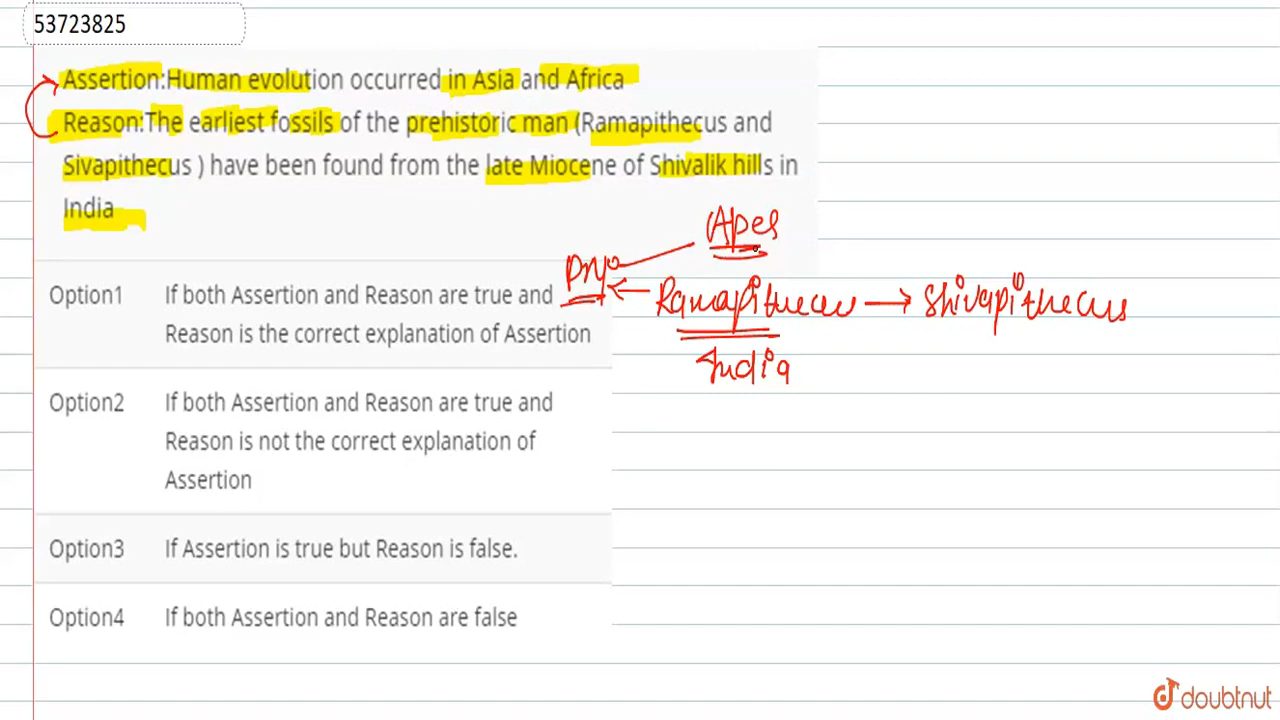 53723825
Assertion:Human evolution occurred in Asia and Africa
Reason:The earliest fossils of the prehistoric man (Ramapithecus and
Sivapithecus ) have been found from the late Miocene of Shivalik hills in
India
Apes
Dryo
Ramapithecus → Shivapithecus
India
Option1 If both Assertion and Reason are true and
Reason is the correct explanation of Assertion
Option2 If both Assertion and Reason are true and
Reason is not the correct explanation of
Assertion
Option3 If Assertion is true but Reason is false.
Option4 If both Assertion and Reason are false
doubtnut